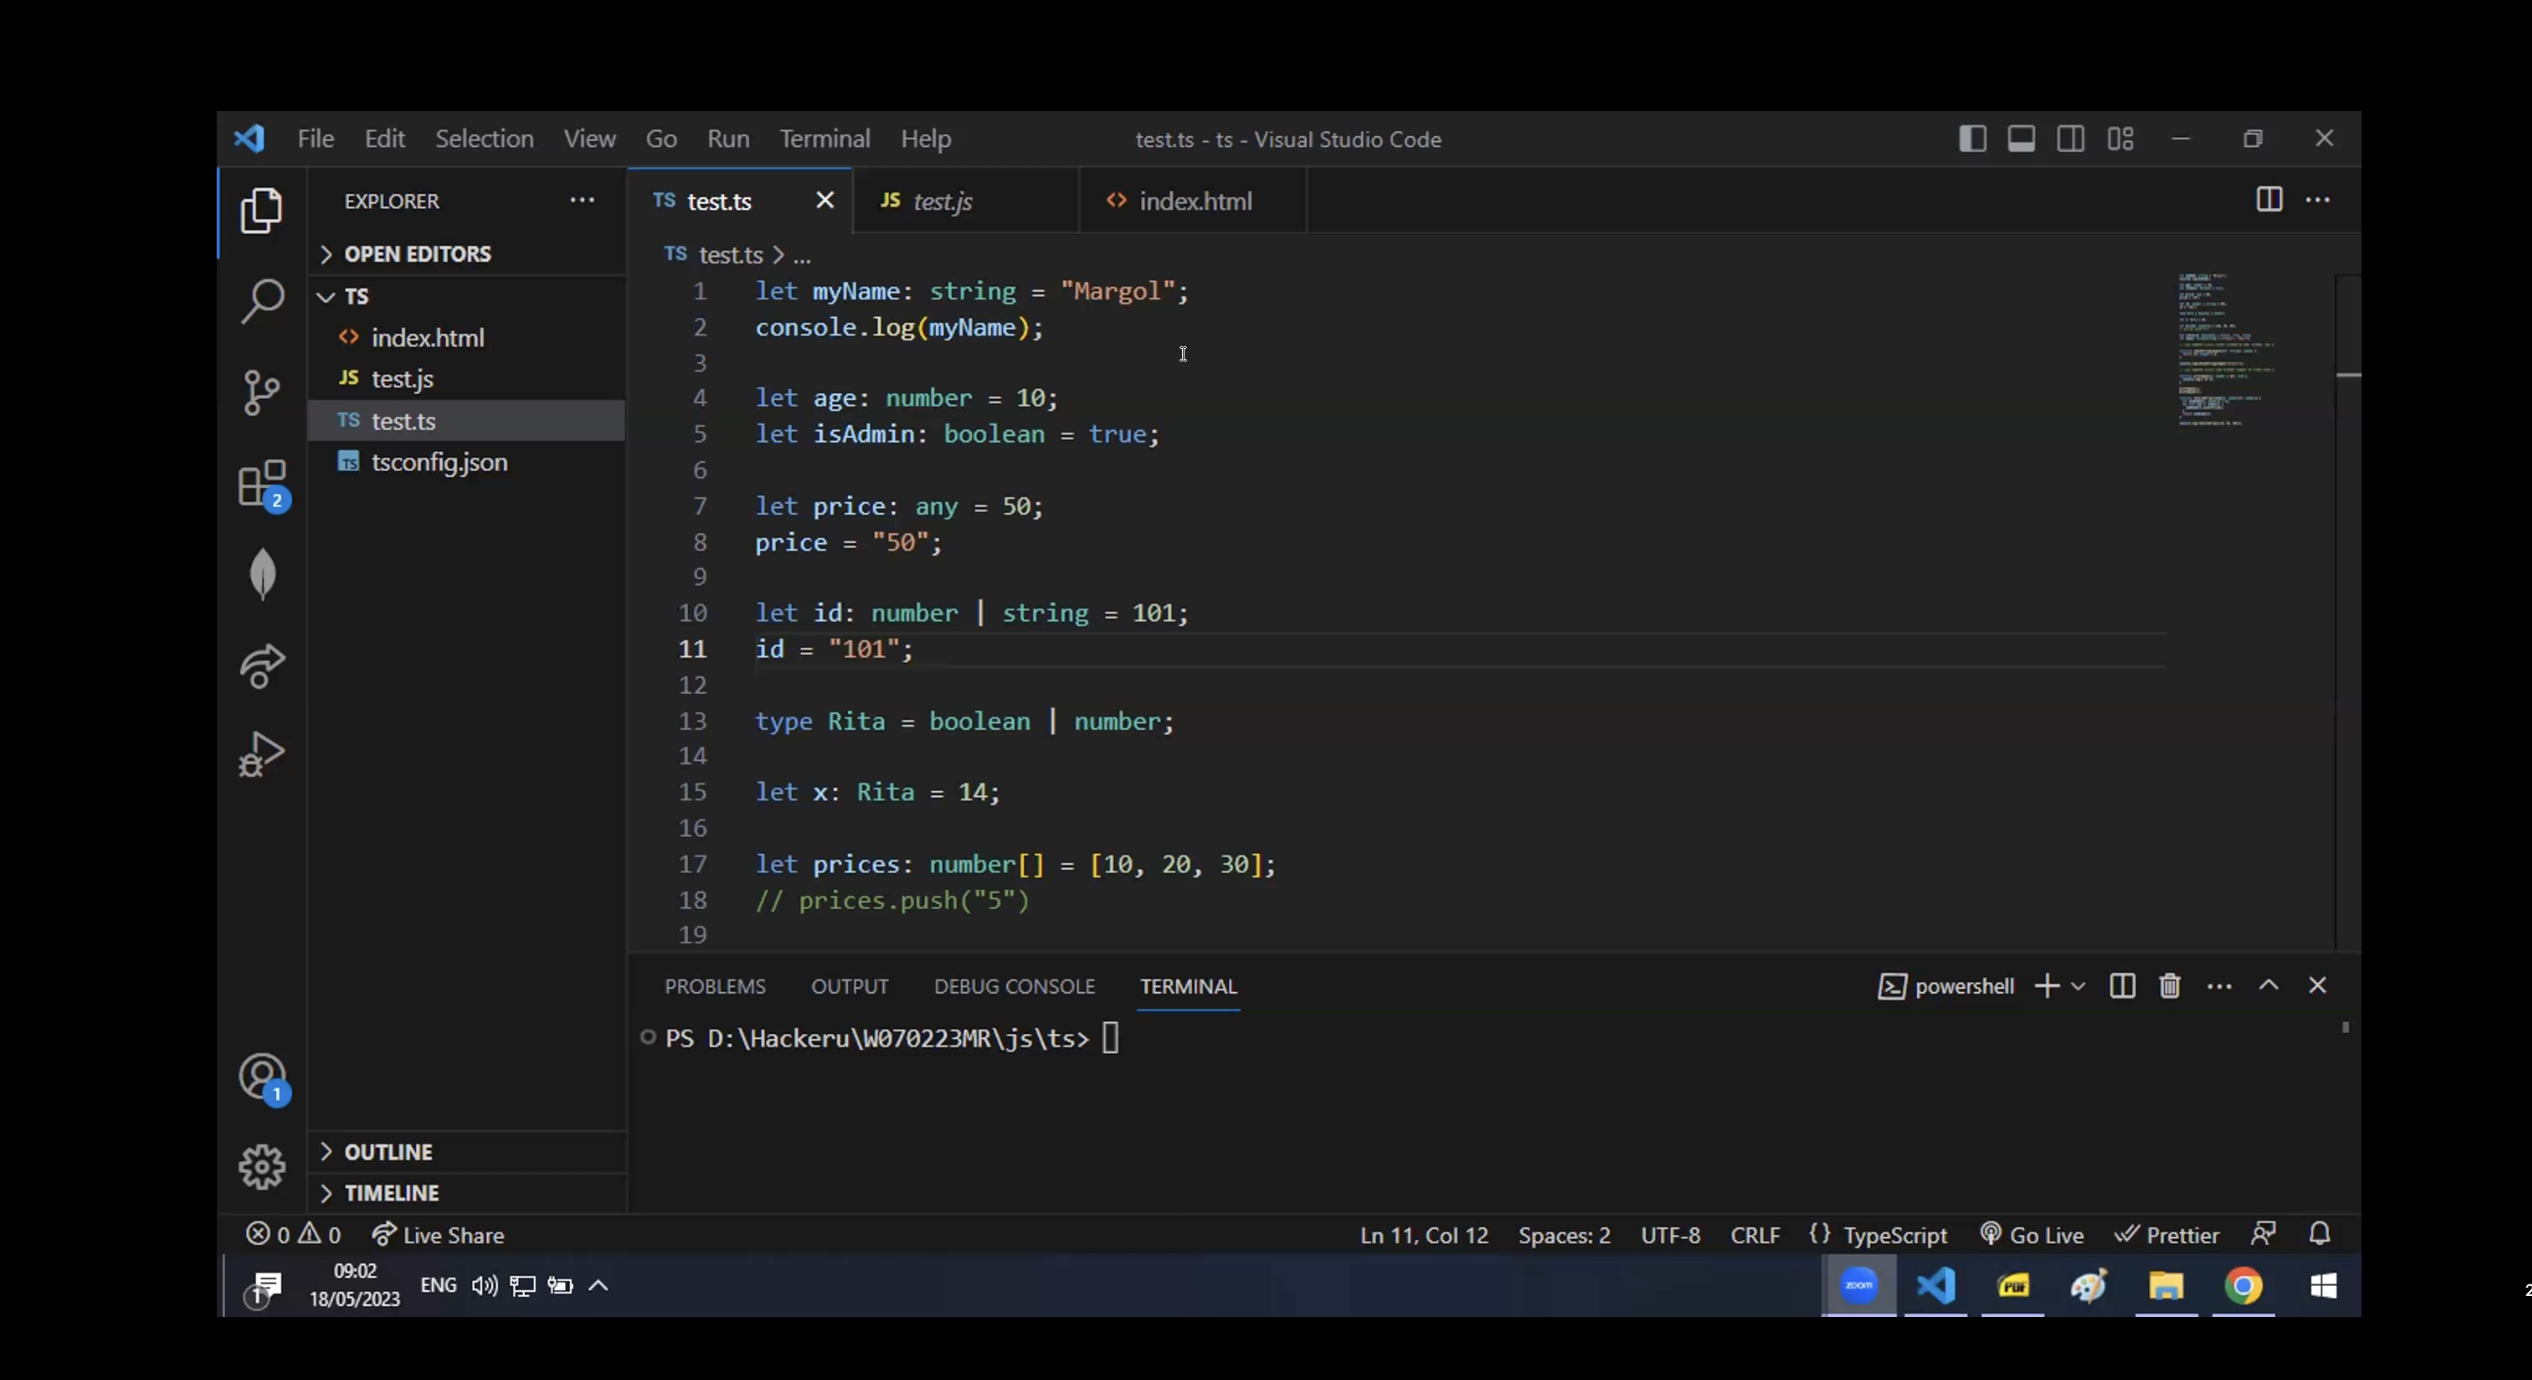 File Edit Selection View Go Run Terminal Help test.ts - ts - Visual Studio Code
EXPLORER
OPEN EDITORS
TS
index.html
JS test.js
TS test.ts
TS tsconfig.json
OUTLINE
TIMELINE
2
1
TS test.ts JS test.js index.html
TS test.ts > ...
1 let myName: string = "Margol";
2 console.log(myName);
3
4 let age: number = 10;
5 let isAdmin: boolean = true;
6
7 let price: any = 50;
8 price = "50";
9
10 let id: number | string = 101;
11 id = "101";
12
13 type Rita = boolean | number;
14
15 let x: Rita = 14;
16
17 let prices: number[] = [10, 20, 30];
18 // prices.push("5")
19
PROBLEMS OUTPUT DEBUG CONSOLE TERMINAL powershell
PS D:\Hackeru\W070223MR\js\ts>
0 0 Live Share Ln 11, Col 12 Spaces: 2 UTF-8 CRLF {} TypeScript Go Live Prettier
1 09:02 ENG zoom PDF
18/05/2023